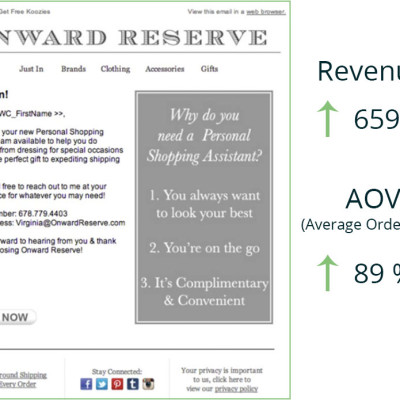 Get Free Koozies
View this email in a web browser.
NWARD RESERVE
Just In Brands Clothing Accessories Gifts
n!
WC_FirstName >>,
your new Personal Shopping
am available to help you do
from dressing for special occasions
e perfect gift to expediting shipping
free to reach out to me at your
ce for whatever you may need!
mber: 678.779.4403
ess: Virginia@OnwardReserve.com
ward to hearing from you & thank
osing Onward Reserve!
NOW
Why do you
need a Personal
Shopping Assistant?
1. You always want
to look your best
2. You're on the go
3. It's Complimentary
& Convenient
round Shipping
very Order
Stay Connected:
Your privacy is important
to us, click here to
view our privacy policy
Revenu
659
AOV
(Average Orde
89 %